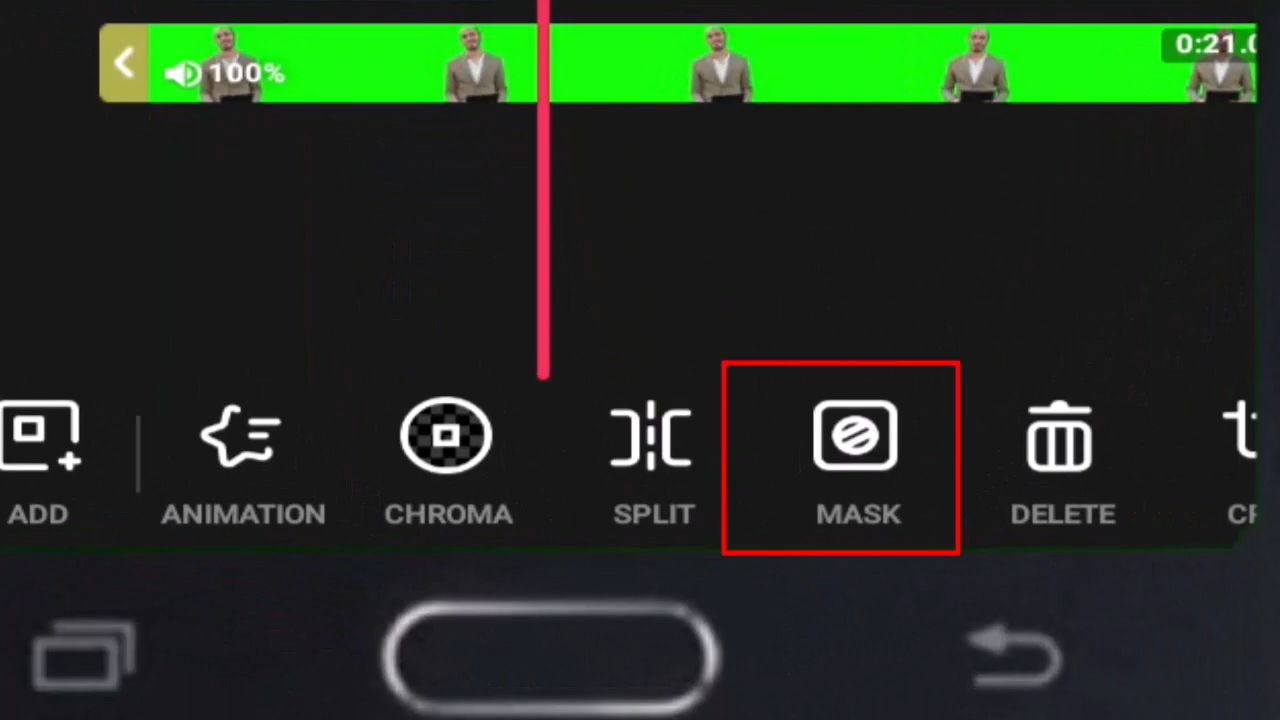 0:21.0
100%
ADD
ANIMATION
CHROMA
SPLIT
MASK
DELETE